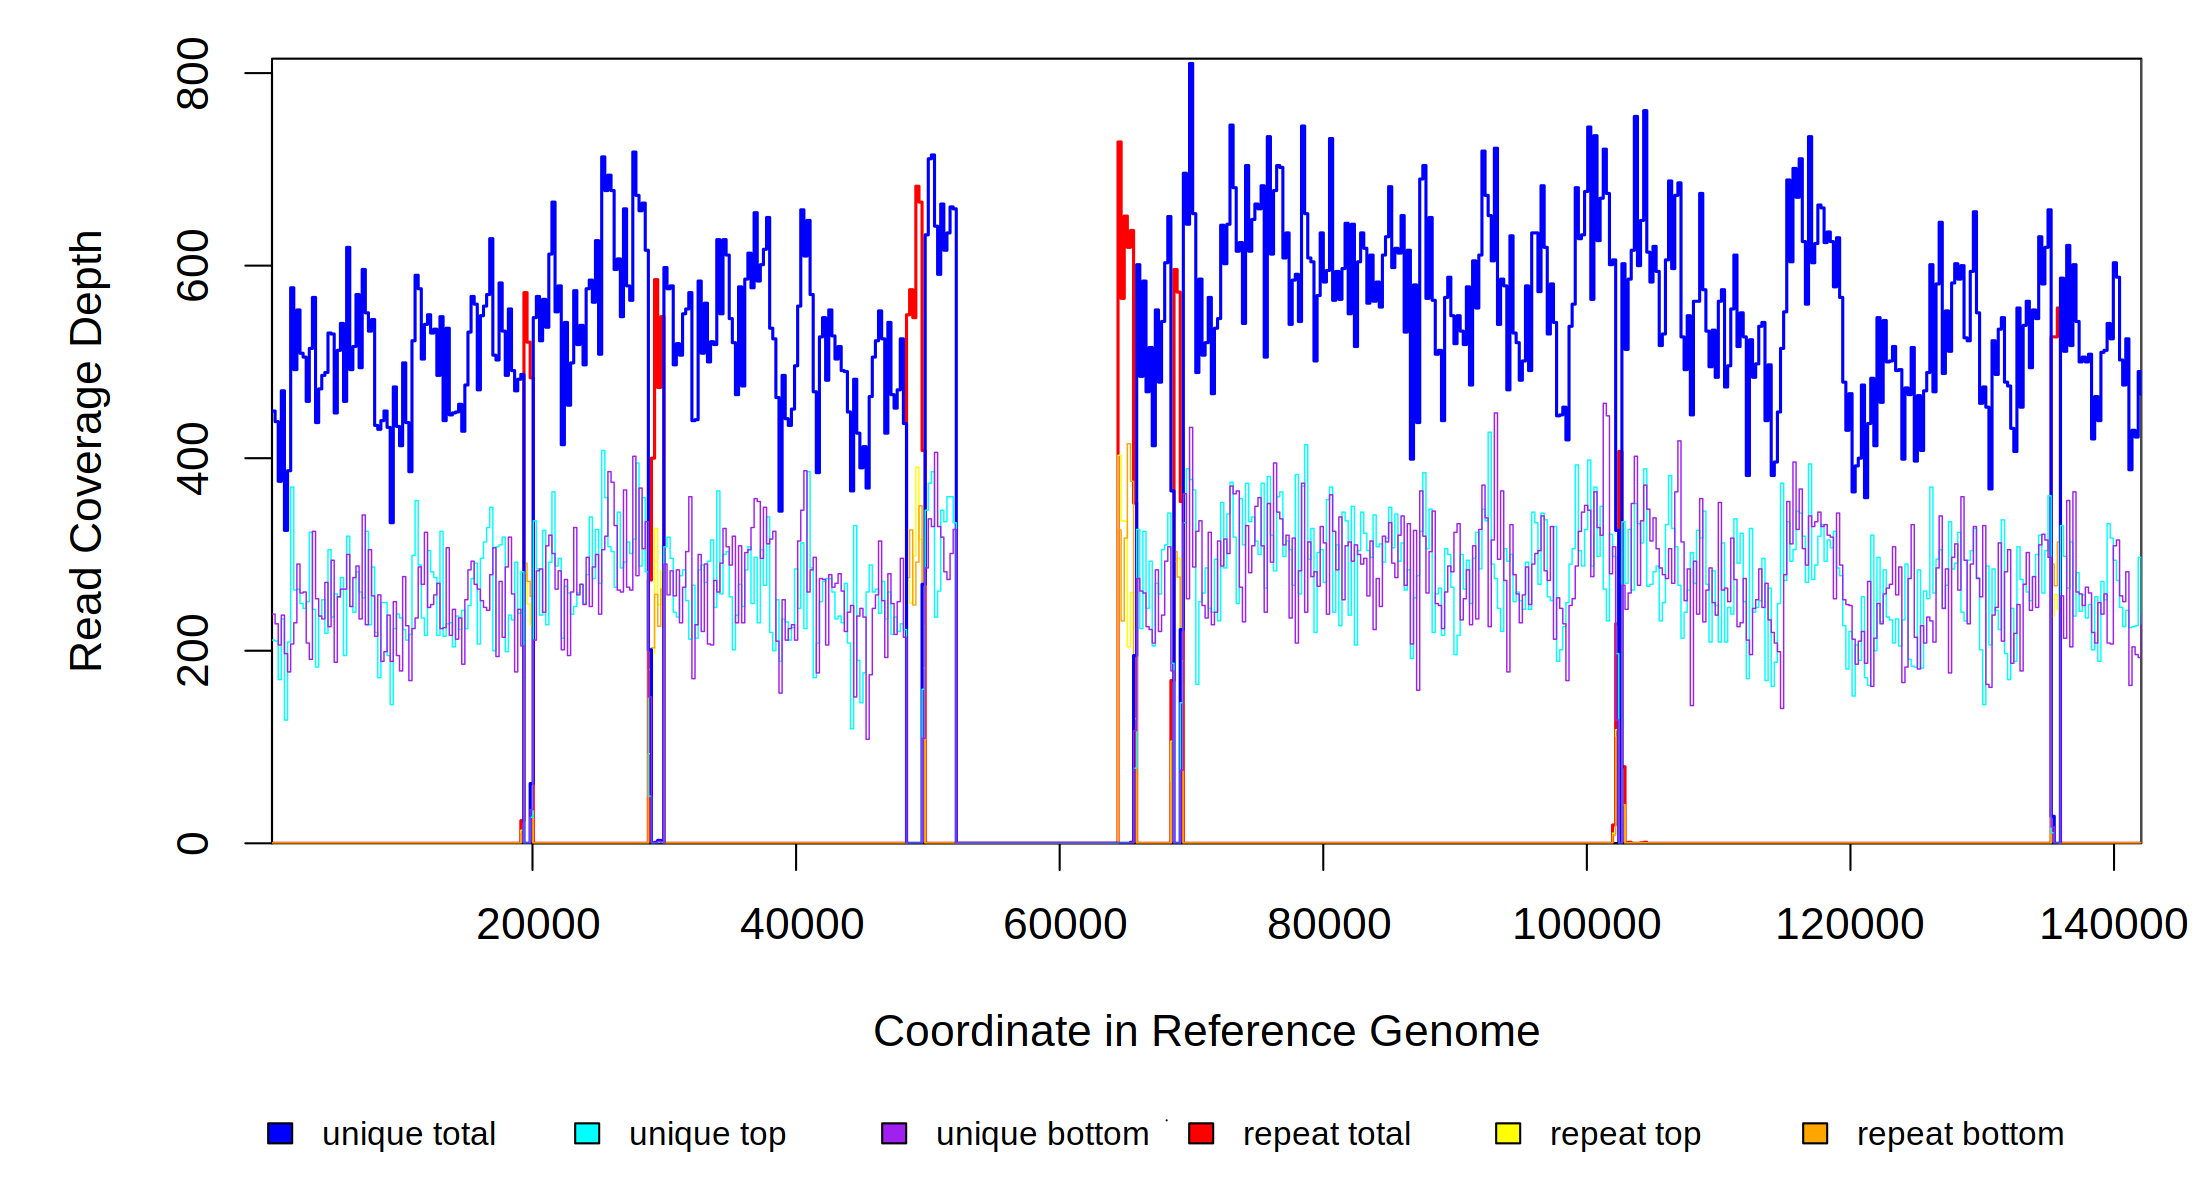 Read Coverage Depth
800
600
400
200
0
20000 40000 60000 80000 100000 120000 140000
Coordinate in Reference Genome
unique total unique top unique bottom repeat total repeat top repeat bottom